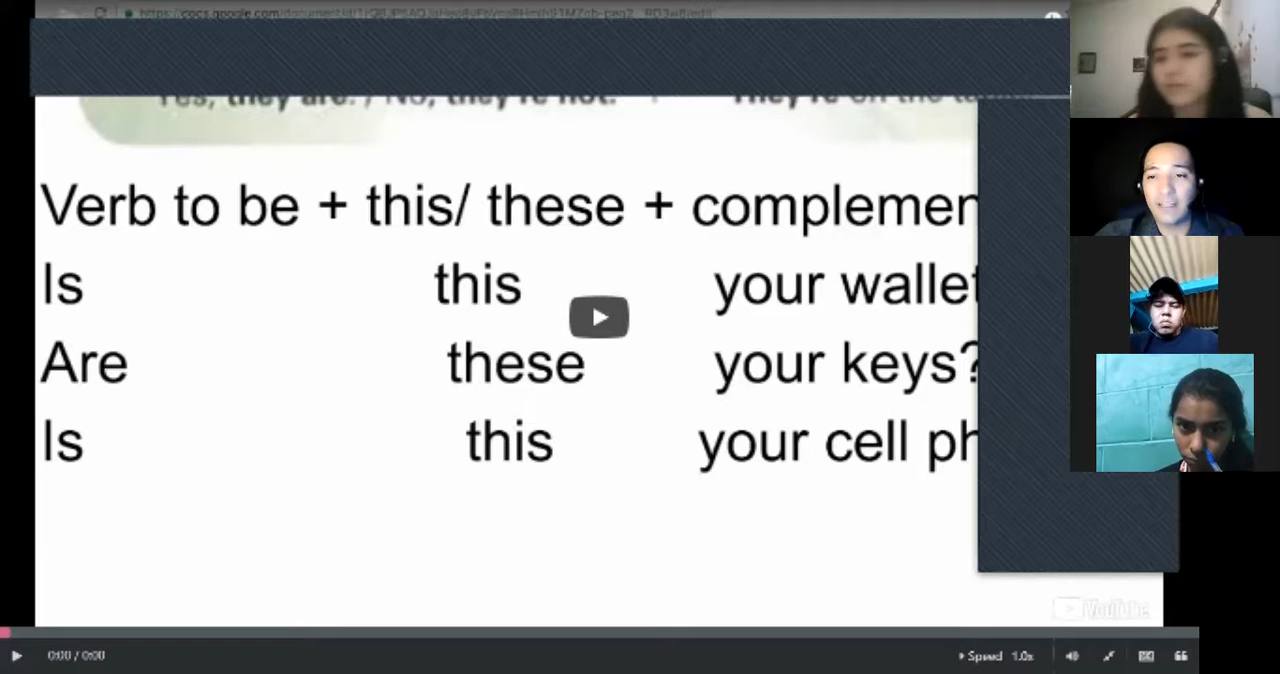 Yes, they are. / No, they're not. They're on the
Verb to be + this/ these + complemen
Is this your wallet
Are these your keys?
Is this your cell ph
YouTube
0:00 / 0:00 Speed 1.0x